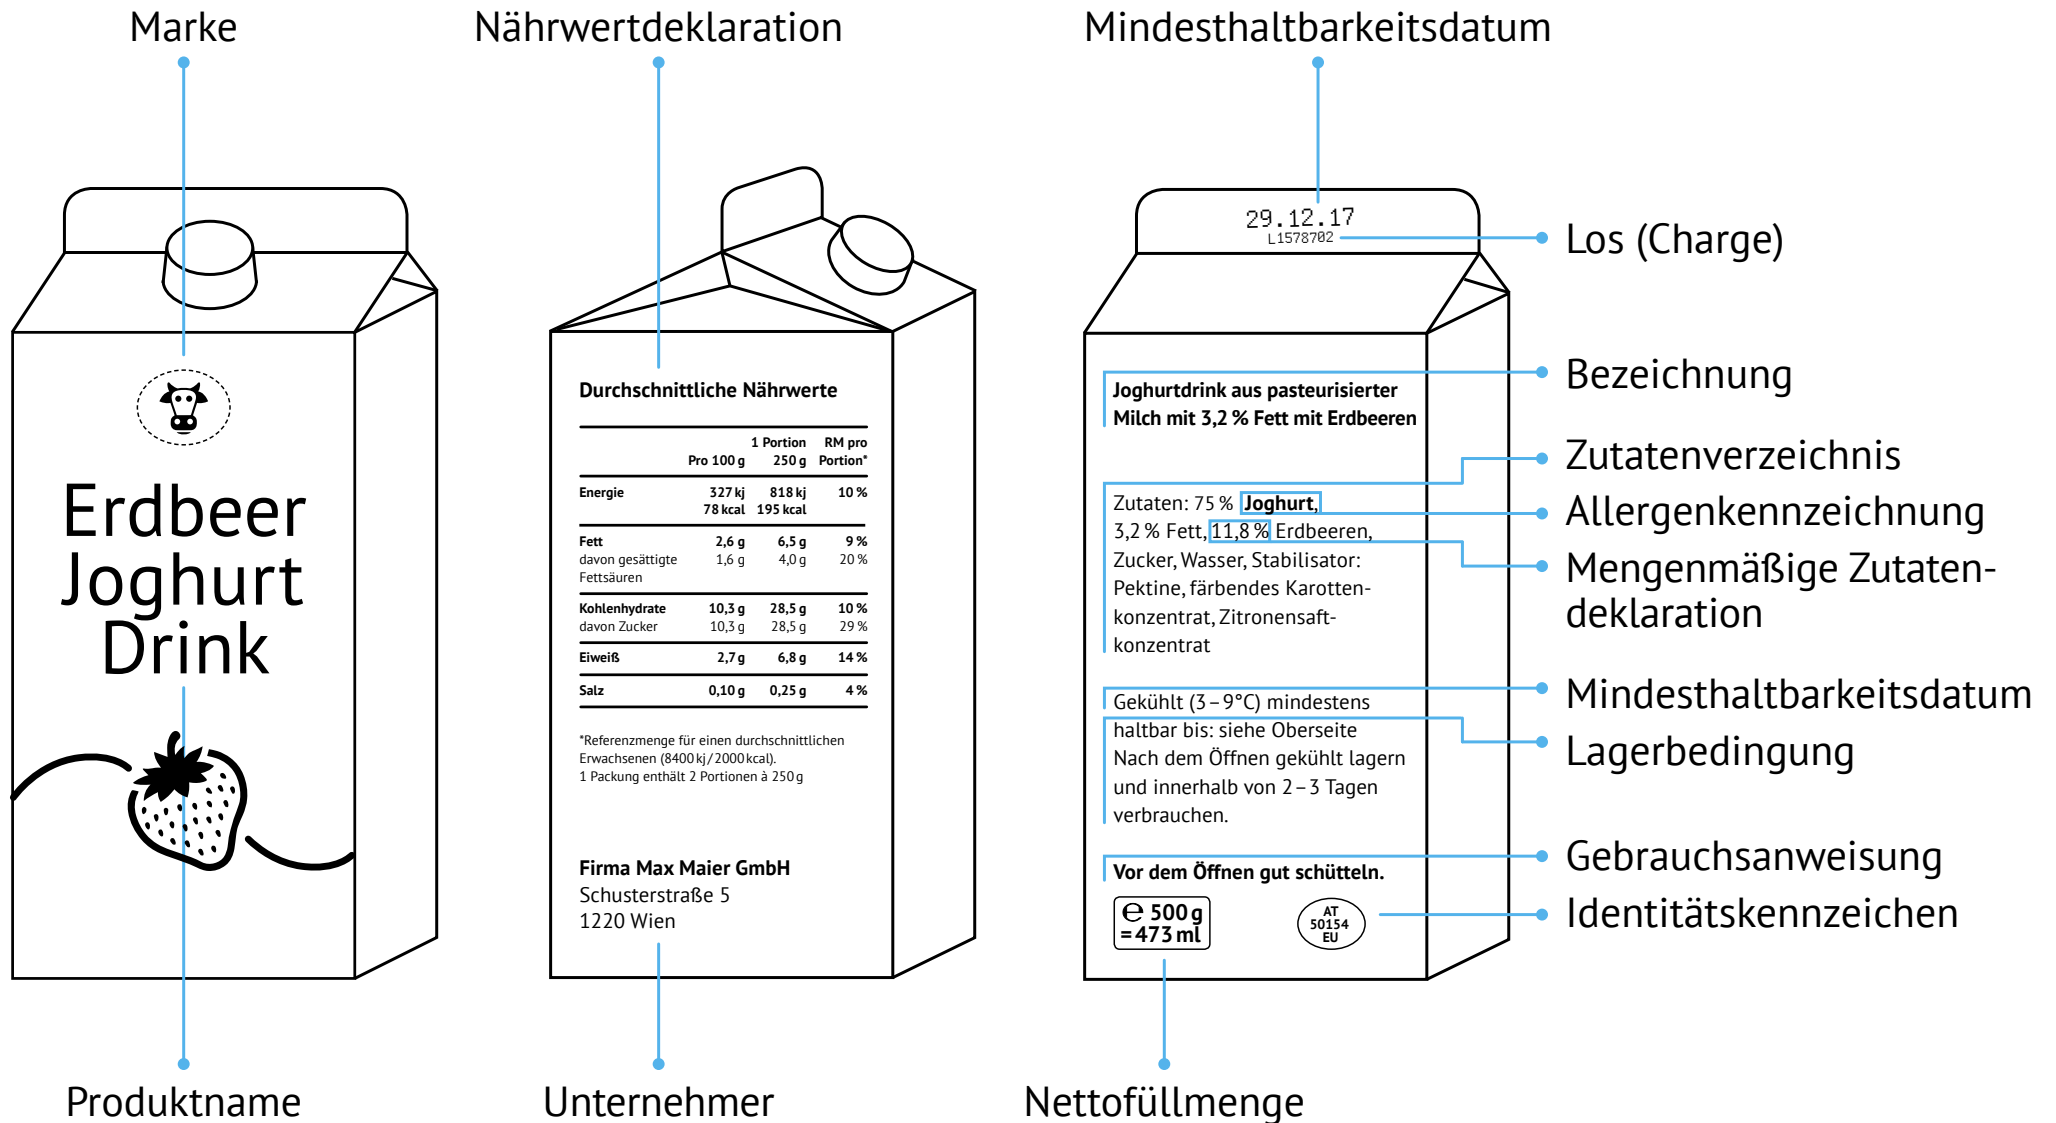 Marke
Nährwertdeklaration
Mindesthaltbarkeitsdatum
Erdbeer
Joghurt
Drink
Produktname
Durchschnittliche Nährwerte
1 Portion RM pro
Pro 100 g 250 g Portion*
Energie 327 kj 818 kj 10 %
78 kcal 195 kcal
Fett 2,6 g 6,5 g 9 %
davon gesättigte 1,6 g 4,0 g 20 %
Fettsäuren
Kohlenhydrate 10,3 g 28,5 g 10 %
davon Zucker 10,3 g 28,5 g 29 %
Eiweiß 2,7 g 6,8 g 14 %
Salz 0,10 g 0,25 g 4 %
*Referenzmenge für einen durchschnittlichen
Erwachsenen (8400 kj / 2000 kcal).
1 Packung enthält 2 Portionen à 250 g
Firma Max Maier GmbH
Schusterstraße 5
1220 Wien
Unternehmer
29.12.17
L1578702
Los (Charge)
Joghurtdrink aus pasteurisierter
Milch mit 3,2 % Fett mit Erdbeeren
Bezeichnung
Zutaten: 75 % Joghurt,
3,2 % Fett, 11,8 % Erdbeeren,
Zucker, Wasser, Stabilisator:
Pektine, färbendes Karotten-
konzentrat, Zitronensaft-
konzentrat
Zutatenverzeichnis
Allergenkennzeichnung
Mengenmäßige Zutaten-
deklaration
Gekühlt (3 – 9°C) mindestens
haltbar bis: siehe Oberseite
Nach dem Öffnen gekühlt lagern
und innerhalb von 2 – 3 Tagen
verbrauchen.
Mindesthaltbarkeitsdatum
Lagerbedingung
Vor dem Öffnen gut schütteln.
Gebrauchsanweisung
℮ 500 g
= 473 ml
AT
50154
EU
Identitätskennzeichen
Nettofüllmenge